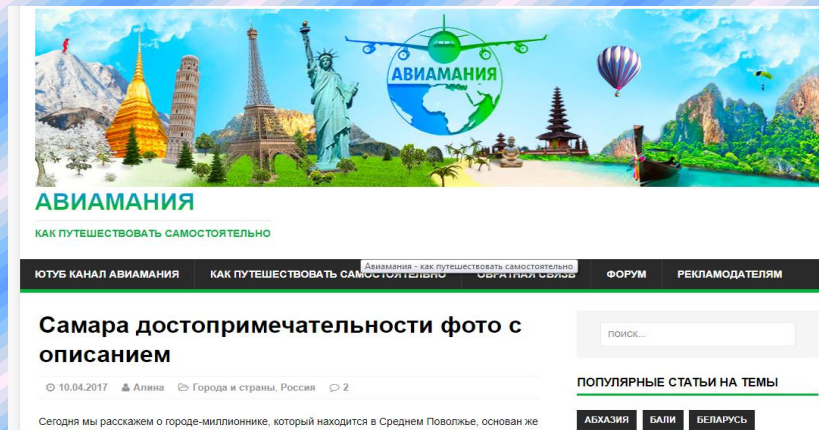 АВИАМАНИЯ
АВИАМАНИЯ
КАК ПУТЕШЕСТВОВАТЬ САМОСТОЯТЕЛЬНО
Авиамания - как путешествовать самостоятельно
ЮТУБ КАНАЛ АВИАМАНИЯ КАК ПУТЕШЕСТВОВАТЬ САМОСТОЯТЕЛЬНО ОБРАТНАЯ СВЯЗЬ ФОРУМ РЕКЛАМОДАТЕЛЯМ
Самара достопримечательности фото с
описанием
10.04.2017 Алина Города и страны, Россия 2
Сегодня мы расскажем о городе-миллионнике, который находится в Среднем Поволжье, основан же
поиск...
ПОПУЛЯРНЫЕ СТАТЬИ НА ТЕМЫ
АБХАЗИЯ БАЛИ БЕЛАРУСЬ